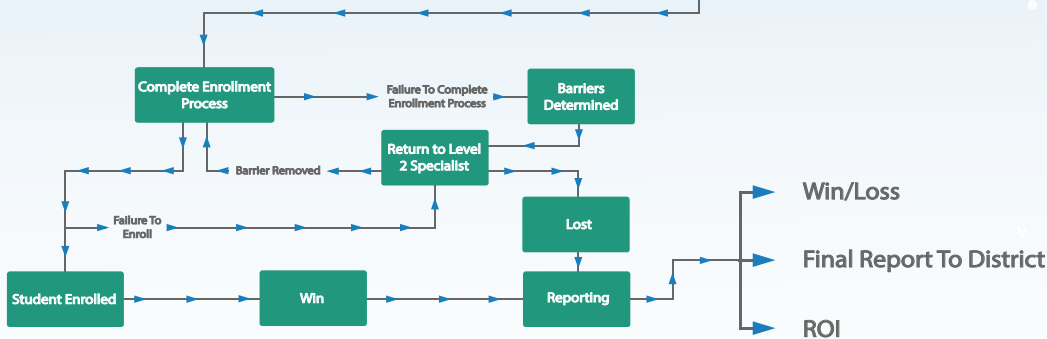 Complete Enrollment
Process
Failure To Complete
Enrollment Process
Barriers
Determined
Return to Level
2 Specialist
Barrier Removed
Win/Loss
Failure To
Enroll
Lost
Final Report To District
Student Enrolled
Win
Reporting
ROI